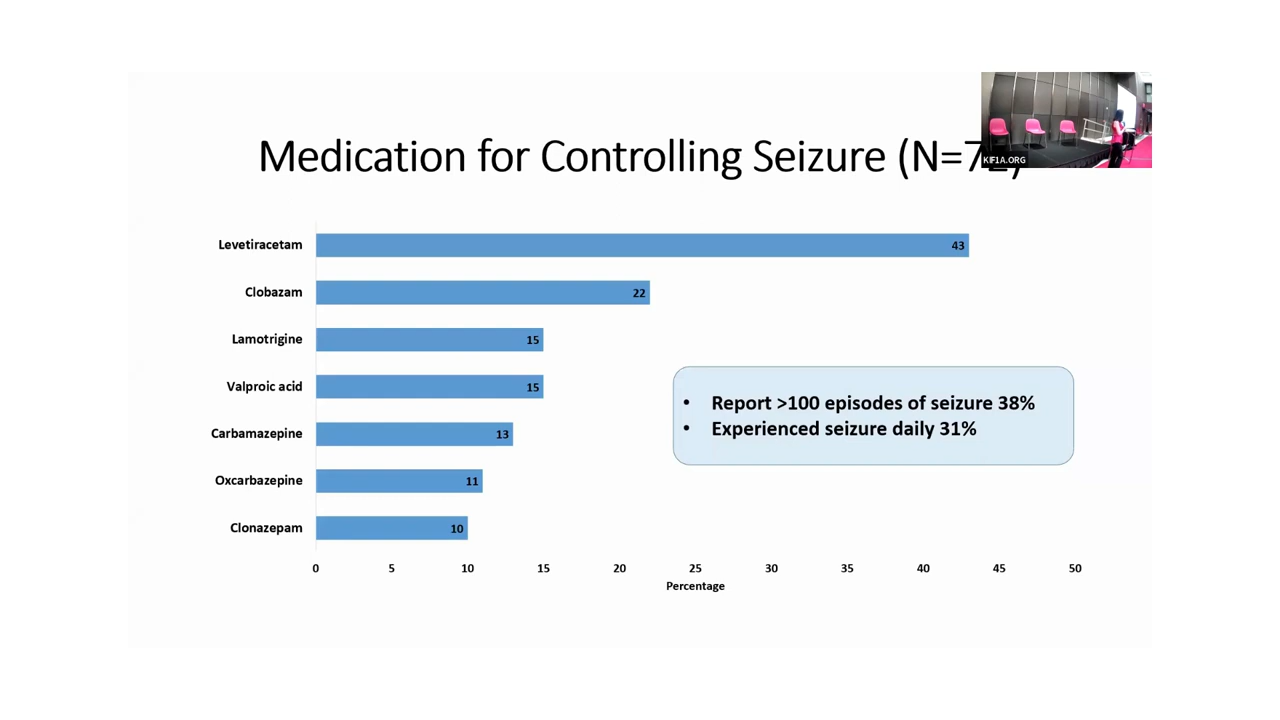 KIF1A.ORG
Medication for Controlling Seizure (N=7
Levetiracetam 43
Clobazam 22
Lamotrigine 15
Valproic acid 15
Carbamazepine 13
Oxcarbazepine 11
Clonazepam 10
• Report >100 episodes of seizure 38%
• Experienced seizure daily 31%
0 5 10 15 20 25 30 35 40 45 50
Percentage